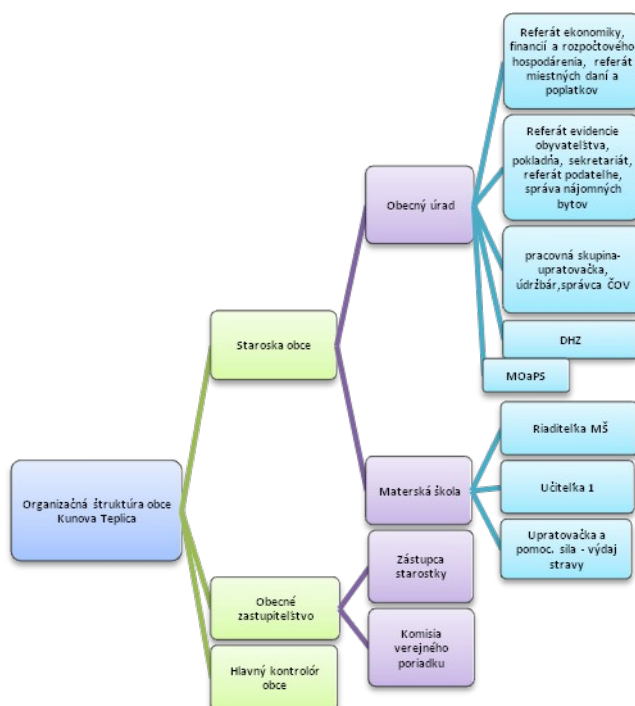 Referát ekonomiky,
financií a rozpočtového
hospodárenia, referát
miestných daní a
poplatkov
Referát evidencie
obyvateľstva,
pokladňa, sekretariát,
referát podateľne,
správa nájomných
bytov
Obecný úrad
pracovná skupina-
upratovačka,
údržbár,správca ČOV
DHZ
MOaPS
Staroska obce
Riaditeľka MŠ
Materská škola
Učiteľka 1
Upratovačka a
pomoc. sila - výdaj
stravy
Organizačná štruktúra obce
Kunova Teplica
Zástupca
starostky
Obecné
zastupiteľstvo
Komisia
verejného
poriadku
Hlavný kontrolór
obce